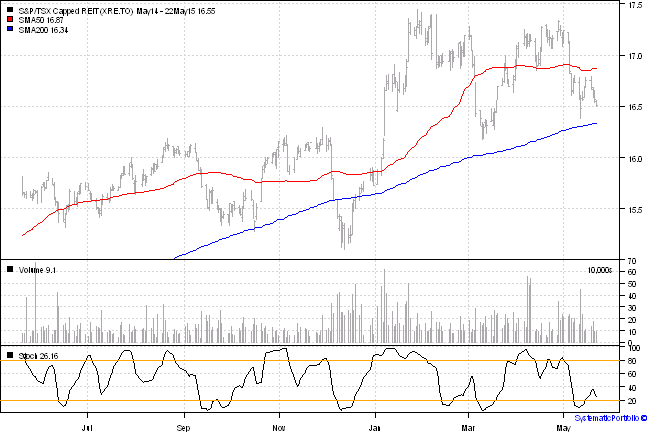 S&P/TSX Capped REIT(XRE.TO) May14 - 22May15 16.55
SMA50 16.87
SMA200 16.34
17.5
17.0
16.5
16.0
15.5
Volume 9.1
10,000s
70
60
50
40
30
20
10
0
Stoch 26.16
100
80
60
40
20
Jul
Sep
Nov
Jan
Mar
May
SystematicPortfolio ©